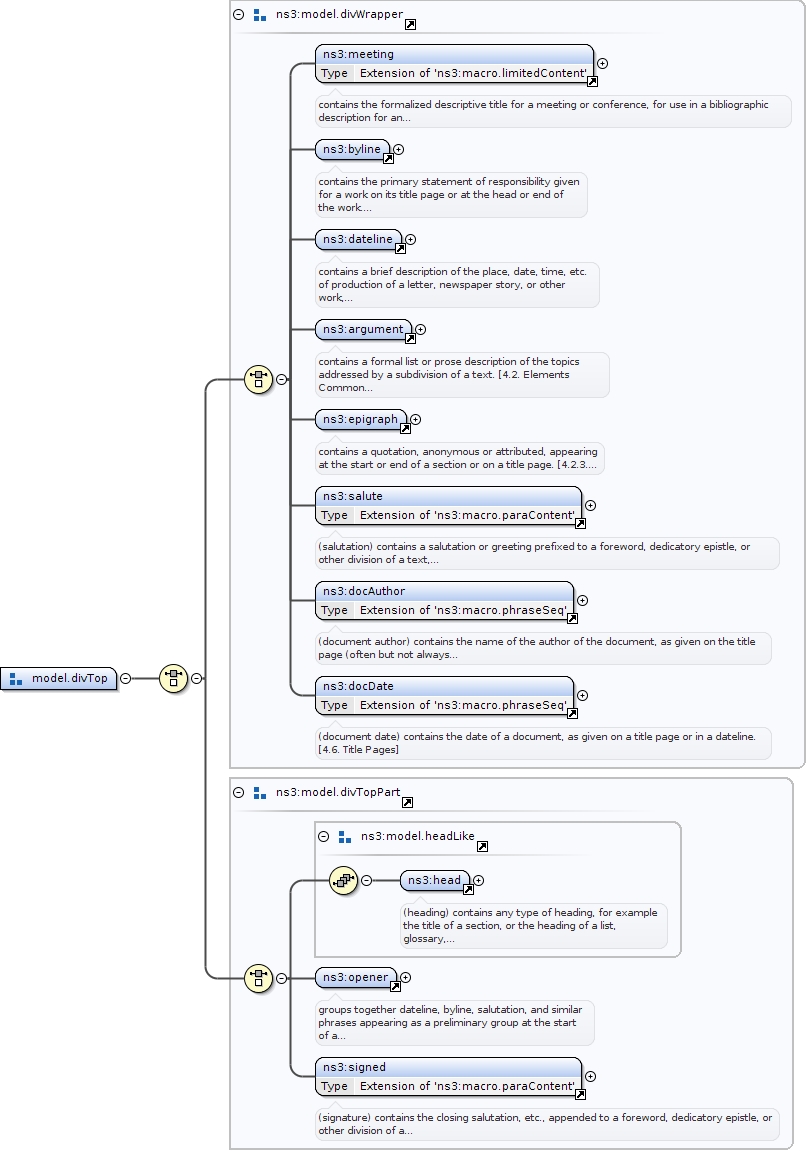 ns3:model.divWrapper
ns3:meeting
Type Extension of 'ns3:macro.limitedContent'
contains the formalized descriptive title for a meeting or conference, for use in a bibliographic
description for an...
ns3:byline
contains the primary statement of responsibility given
for a work on its title page or at the head or end of
the work....
ns3:dateline
contains a brief description of the place, date, time, etc.
of production of a letter, newspaper story, or other
work,...
ns3:argument
contains a formal list or prose description of the topics
addressed by a subdivision of a text. [4.2. Elements
Common...
ns3:epigraph
contains a quotation, anonymous or attributed, appearing
at the start or end of a section or on a title page. [4.2.3....
ns3:salute
Type Extension of 'ns3:macro.paraContent'
(salutation) contains a salutation or greeting prefixed to a foreword, dedicatory epistle, or
other division of a text,...
ns3:docAuthor
Type Extension of 'ns3:macro.phraseSeq'
(document author) contains the name of the author of the document, as given on the title
page (often but not always...
model.divTop
ns3:docDate
Type Extension of 'ns3:macro.phraseSeq'
(document date) contains the date of a document, as given on a title page or in a dateline.
[4.6. Title Pages]
ns3:model.divTopPart
ns3:model.headLike
ns3:head
(heading) contains any type of heading, for example
the title of a section, or the heading of a list,
glossary,...
ns3:opener
groups together dateline, byline, salutation, and similar
phrases appearing as a preliminary group at the start
of a...
ns3:signed
Type Extension of 'ns3:macro.paraContent'
(signature) contains the closing salutation, etc., appended to a foreword, dedicatory epistle, or
other division of a...